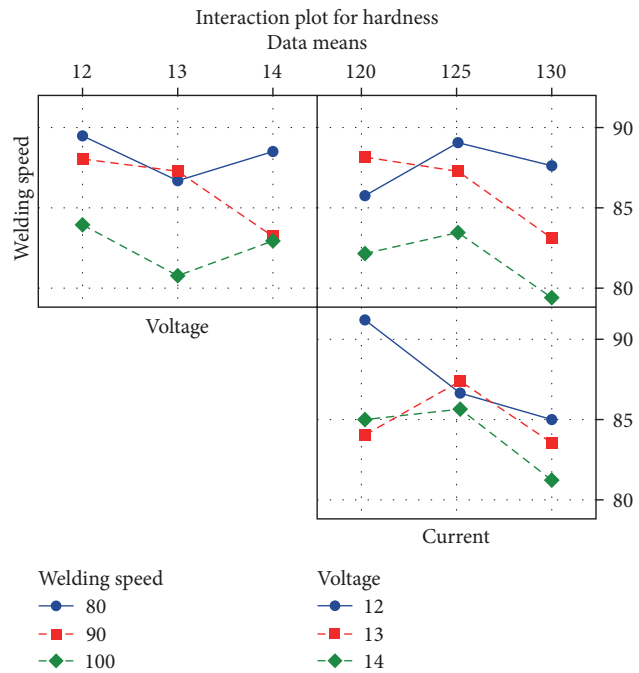 Interaction plot for hardness
Data means
12 13 14 120 125 130
Welding speed
90
85
80
Voltage
90
85
80
Current
Welding speed
80
90
100
Voltage
12
13
14